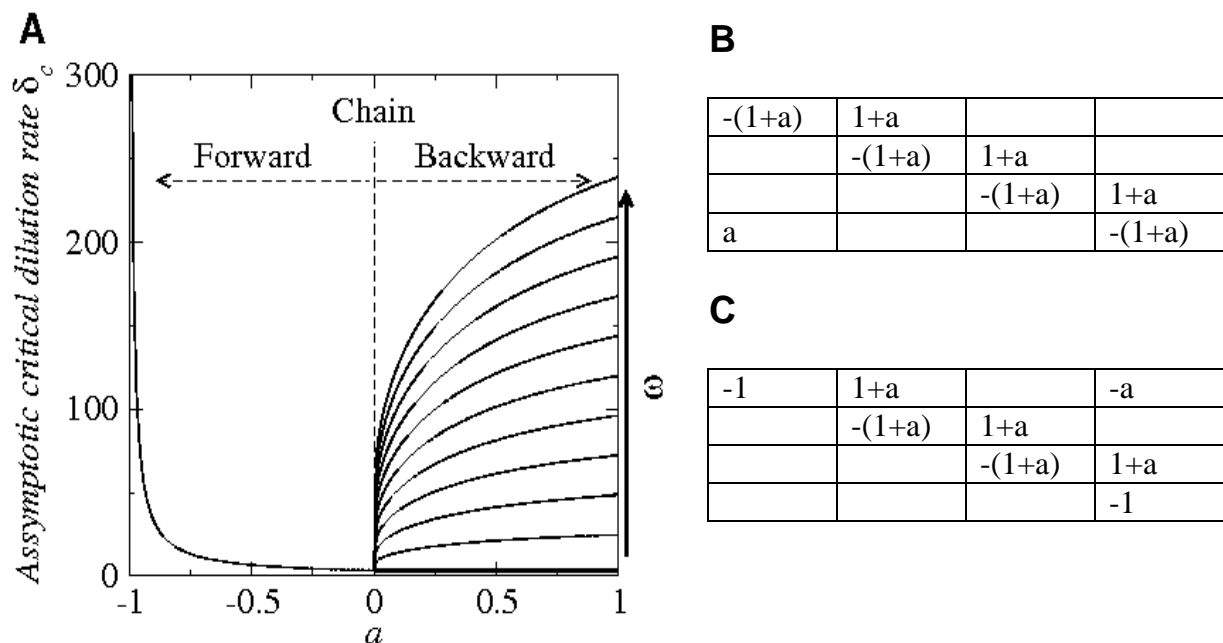 A
Assymptotic critical dilution rate δc
300
200
100
0
Chain
Forward Backward
ω
-1 -0.5 0 0.5 1
a
B
-(1+a) 1+a
-(1+a) 1+a
-(1+a) 1+a
a -(1+a)
C
-1 1+a -a
-(1+a) 1+a
-(1+a) 1+a
-1